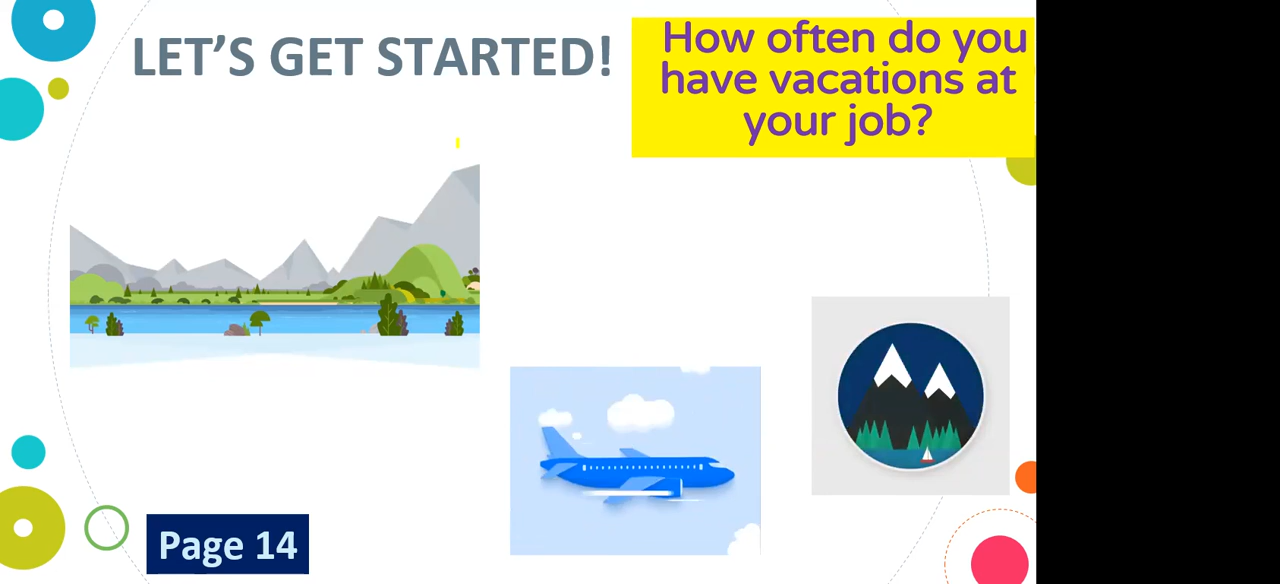 LET’S GET STARTED!
How often do you
have vacations at
your job?
Page 14